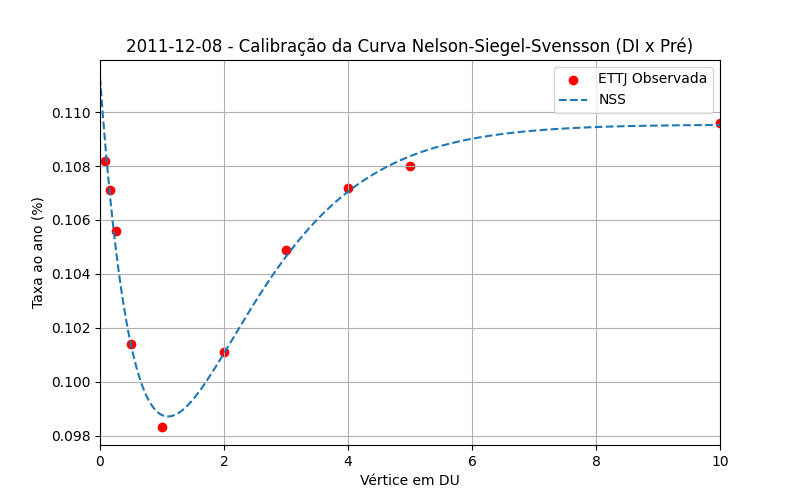 2011-12-08 - Calibração da Curva Nelson-Siegel-Svensson (DI x Pré)
ETTJ Observada
NSS
Taxa ao ano (%)
0.110
0.108
0.106
0.104
0.102
0.100
0.098
0 2 4 6 8 10
Vértice em DU